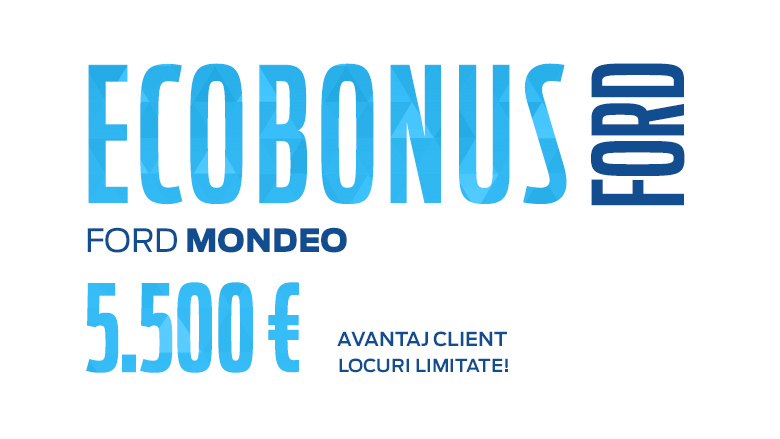 ECOBONUS
FORD
FORD MONDEO
5.500 €
AVANTAJ CLIENT
LOCURI LIMITATE!